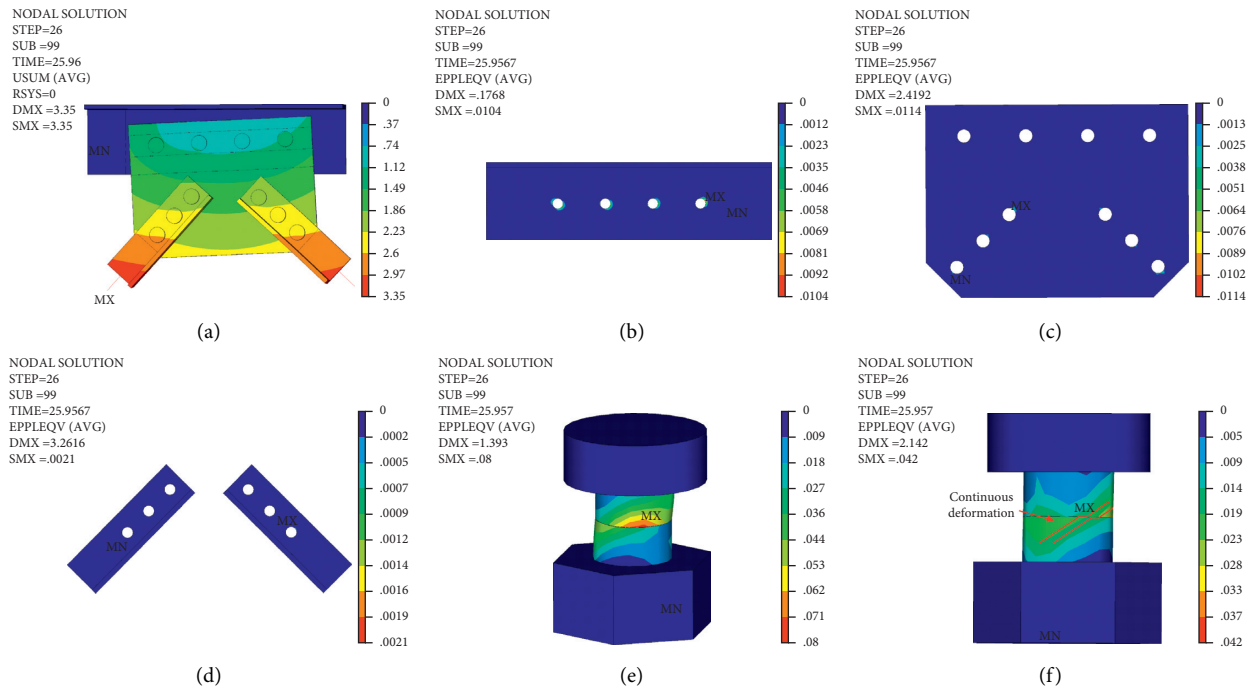 NODAL SOLUTION
STEP=26
SUB =99
TIME=25.96
USUM (AVG)
RSYS=0
DMX=3.35
SMX=3.35
MN
MX
0
.37
.74
1.12
1.49
1.86
2.23
2.6
2.97
3.35
(a)
NODAL SOLUTION
STEP=26
SUB =99
TIME=25.9567
EPPLEQV (AVG)
DMX=.1768
SMX=.0104
MX
MN
0
.0012
.0023
.0035
.0046
.0058
.0069
.0081
.0092
.0104
(b)
NODAL SOLUTION
STEP=26
SUB =99
TIME=25.9567
EPPLEQV (AVG)
DMX=2.4192
SMX=.0114
MX
MN
0
.0013
.0025
.0038
.0051
.0064
.0076
.0089
.0102
.0114
(c)
NODAL SOLUTION
STEP=26
SUB =99
TIME=25.9567
EPPLEQV (AVG)
DMX=3.2616
SMX=.0021
MX
MN
0
.0002
.0005
.0007
.0009
.0012
.0014
.0016
.0019
.0021
(d)
NODAL SOLUTION
STEP=26
SUB =99
TIME=25.957
EPPLEQV (AVG)
DMX=1.393
SMX=.08
MX
MN
0
.009
.018
.027
.036
.044
.053
.062
.071
.08
(e)
NODAL SOLUTION
STEP=26
SUB =99
TIME=25.957
EPPLEQV (AVG)
DMX=2.142
SMX=.042
Continuous
deformation
MX
MN
0
.005
.009
.014
.019
.023
.028
.033
.037
.042
(f)